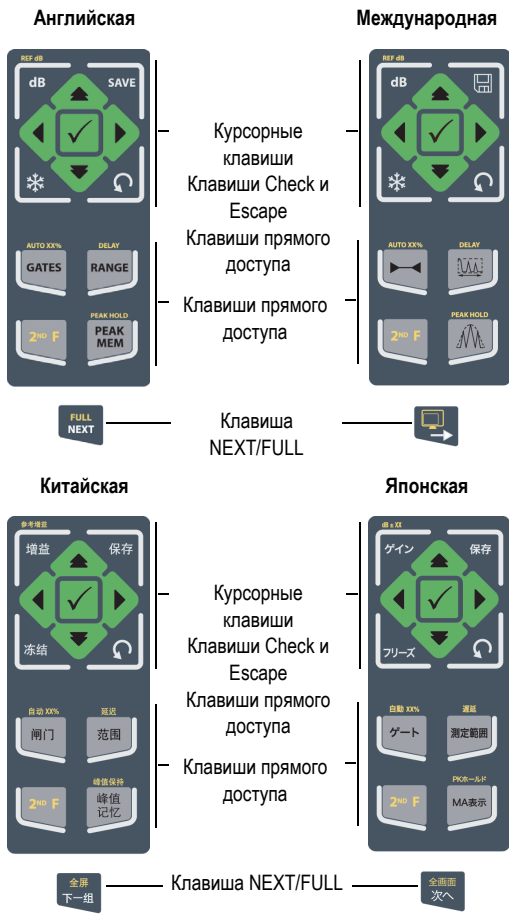 Английская
Международная
REF dB
dB
SAVE
AUTO XX%
DELAY
GATES
RANGE
PEAK HOLD
2ND F
PEAK
MEM
Курсорные
клавиши
Клавиши Check и
Escape
Клавиши прямого
доступа
Клавиши прямого
доступа
REF dB
dB
AUTO XX%
DELAY
PEAK HOLD
2ND F
FULL
NEXT
Клавиша
NEXT/FULL
Китайская
Японская
参考增益
增益
保存
冻结
自动 XX%
延迟
闸门
范围
峰值保持
2ND F
峰值
记忆
Курсорные
клавиши
Клавиши Check и
Escape
Клавиши прямого
доступа
Клавиши прямого
доступа
dB ± XX
ゲイン
保存
フリーズ
自動 XX%
遅延
ゲート
測定範囲
PKホールド
2ND F
MA表示
全屏
下一组
Клавиша NEXT/FULL
全画面
次へ